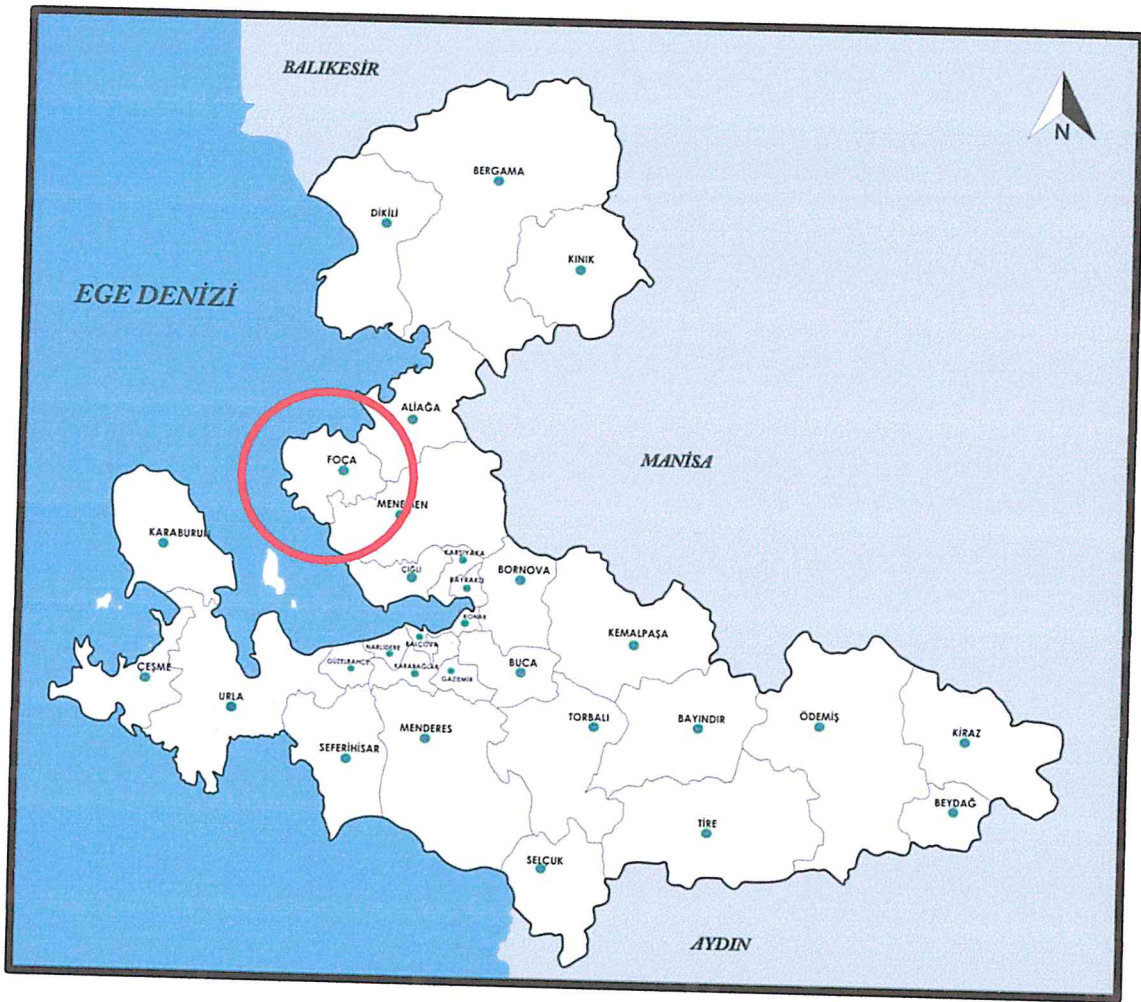 BALIKESİR
N
BERGAMA
DİKİLİ
KINIK
EGE DENİZİ
ALİAĞA
FOÇA
MANİSA
MENEMEN
KARABURUN
KARŞIYAKA
ÇİĞLİ
BAYRAKLI
BORNOVA
KONAK
KEMALPAŞA
BALÇOVA
NARLIDERE
GÜZELBAHÇE
KARABAĞLAR
GAZİEMİR
BUCA
ÇEŞME
URLA
TORBALI
BAYINDIR
ÖDEMİŞ
MENDERES
SEFERİHİSAR
KİRAZ
BEYDAĞ
TİRE
SELÇUK
AYDIN